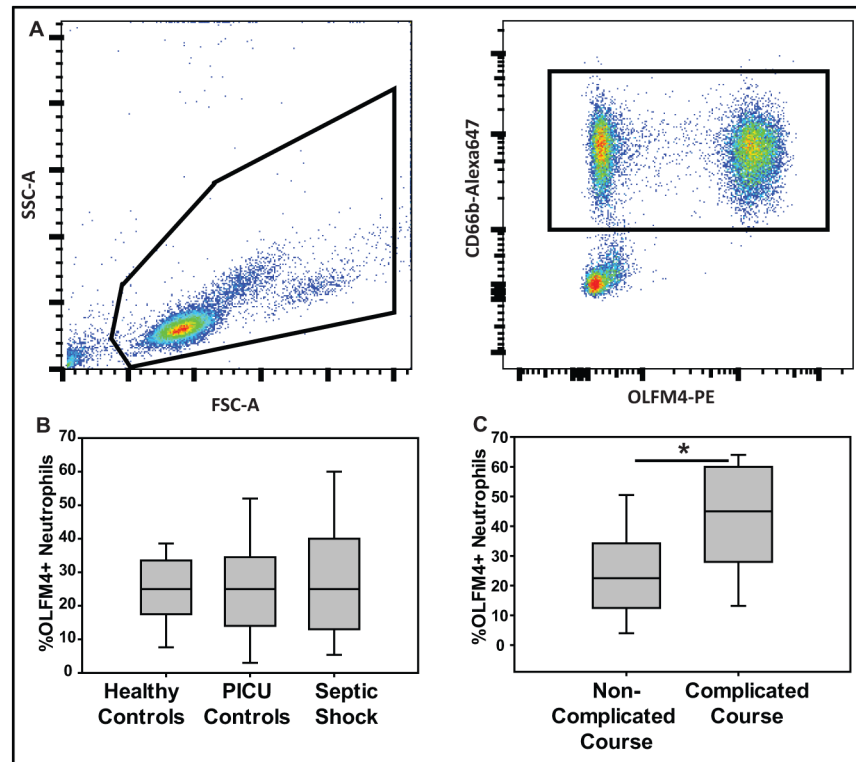 A
SSC-A
FSC-A
CD66b-Alexa647
OLFM4-PE
B
%OLFM4+ Neutrophils
70
60
50
40
30
20
10
0
Healthy
Controls
PICU
Controls
Septic
Shock
C
%OLFM4+ Neutrophils
70
60
50
40
30
20
10
0
*
Non-
Complicated
Course
Complicated
Course